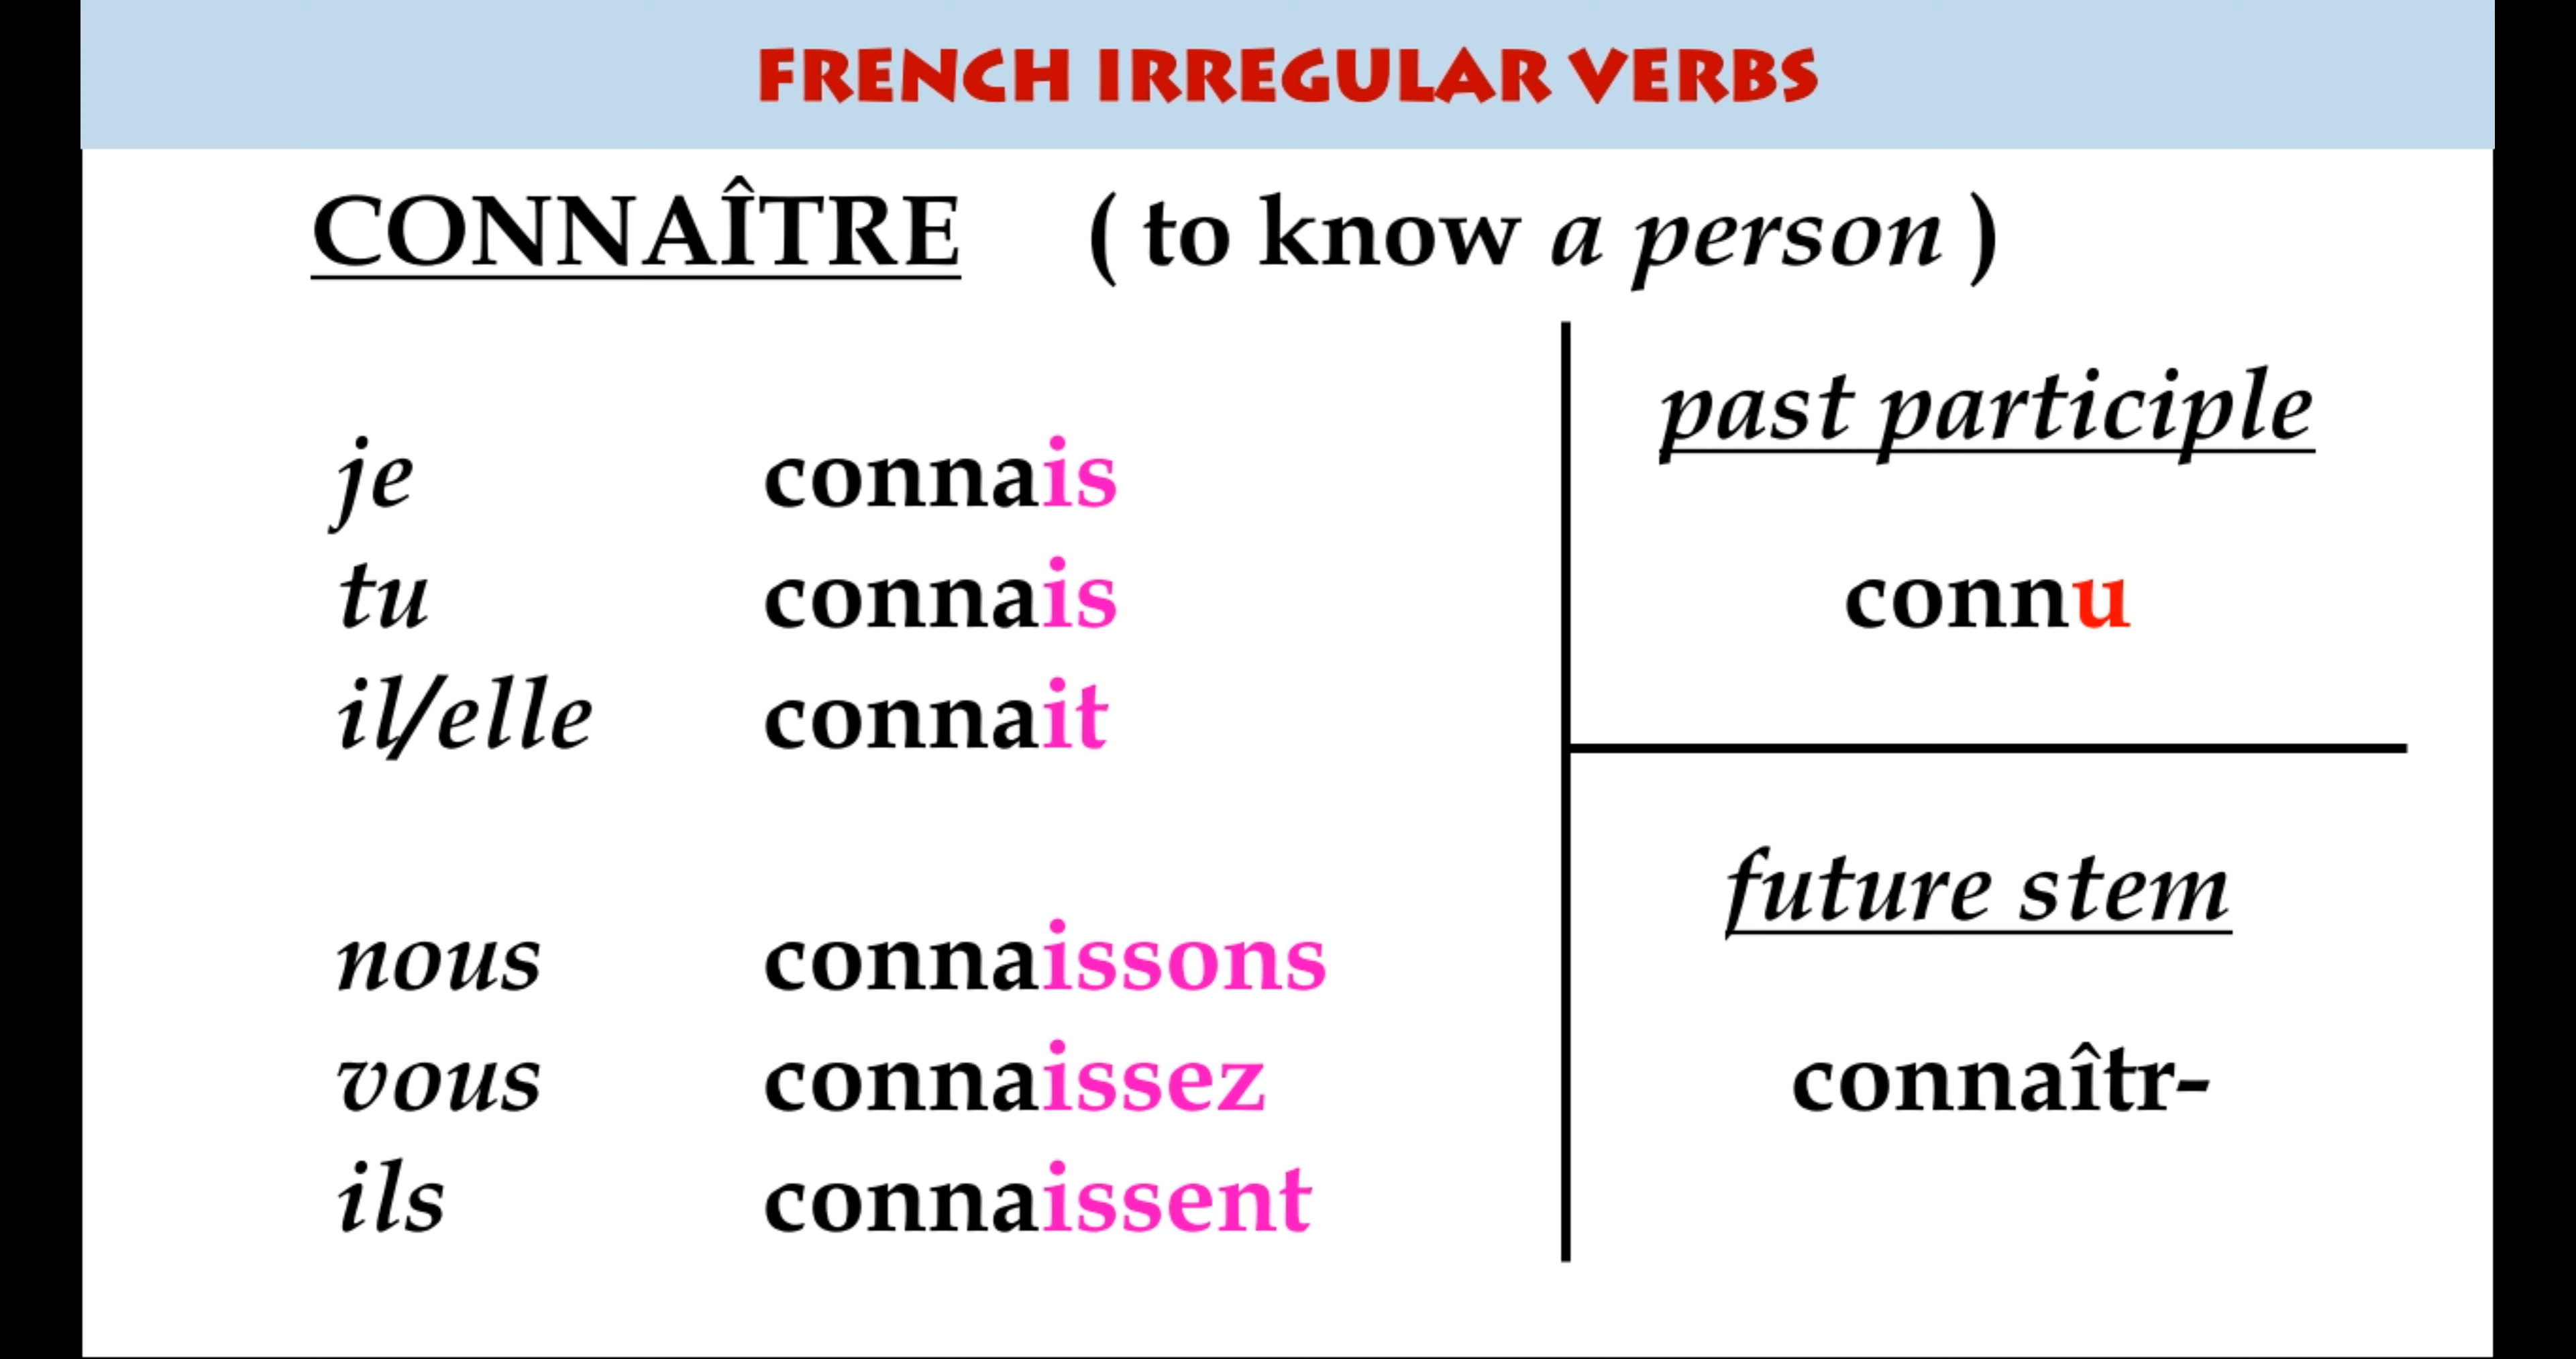 FRENCH IRREGULAR VERBS
CONNAÎTRE ( to know a person )
je connais
tu connais
il/elle connait
nous connaissons
vous connaissez
ils connaissent
past participle
connu
future stem
connaîtr-